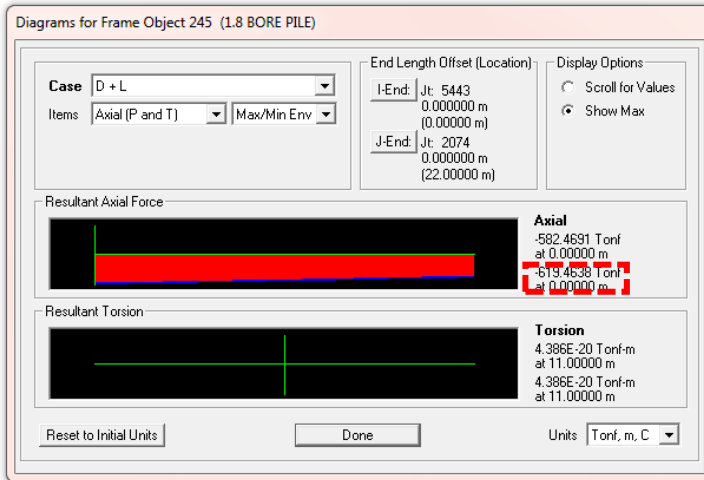 Diagrams for Frame Object 245 (1.8 BORE PILE)
Case D + L
Items Axial (P and T) Max/Min Env
End Length Offset (Location)
I-End: Jt: 5443
0.000000 m
(0.00000 m)
J-End: Jt: 2074
0.000000 m
(22.00000 m)
Display Options
Scroll for Values
Show Max
Resultant Axial Force
Axial
-582.4691 Tonf
at 0.00000 m
-619.4638 Tonf
at 0.00000 m
Resultant Torsion
Torsion
4.386E-20 Tonf-m
at 11.00000 m
4.386E-20 Tonf-m
at 11.00000 m
Reset to Initial Units
Done
Units Tonf, m, C